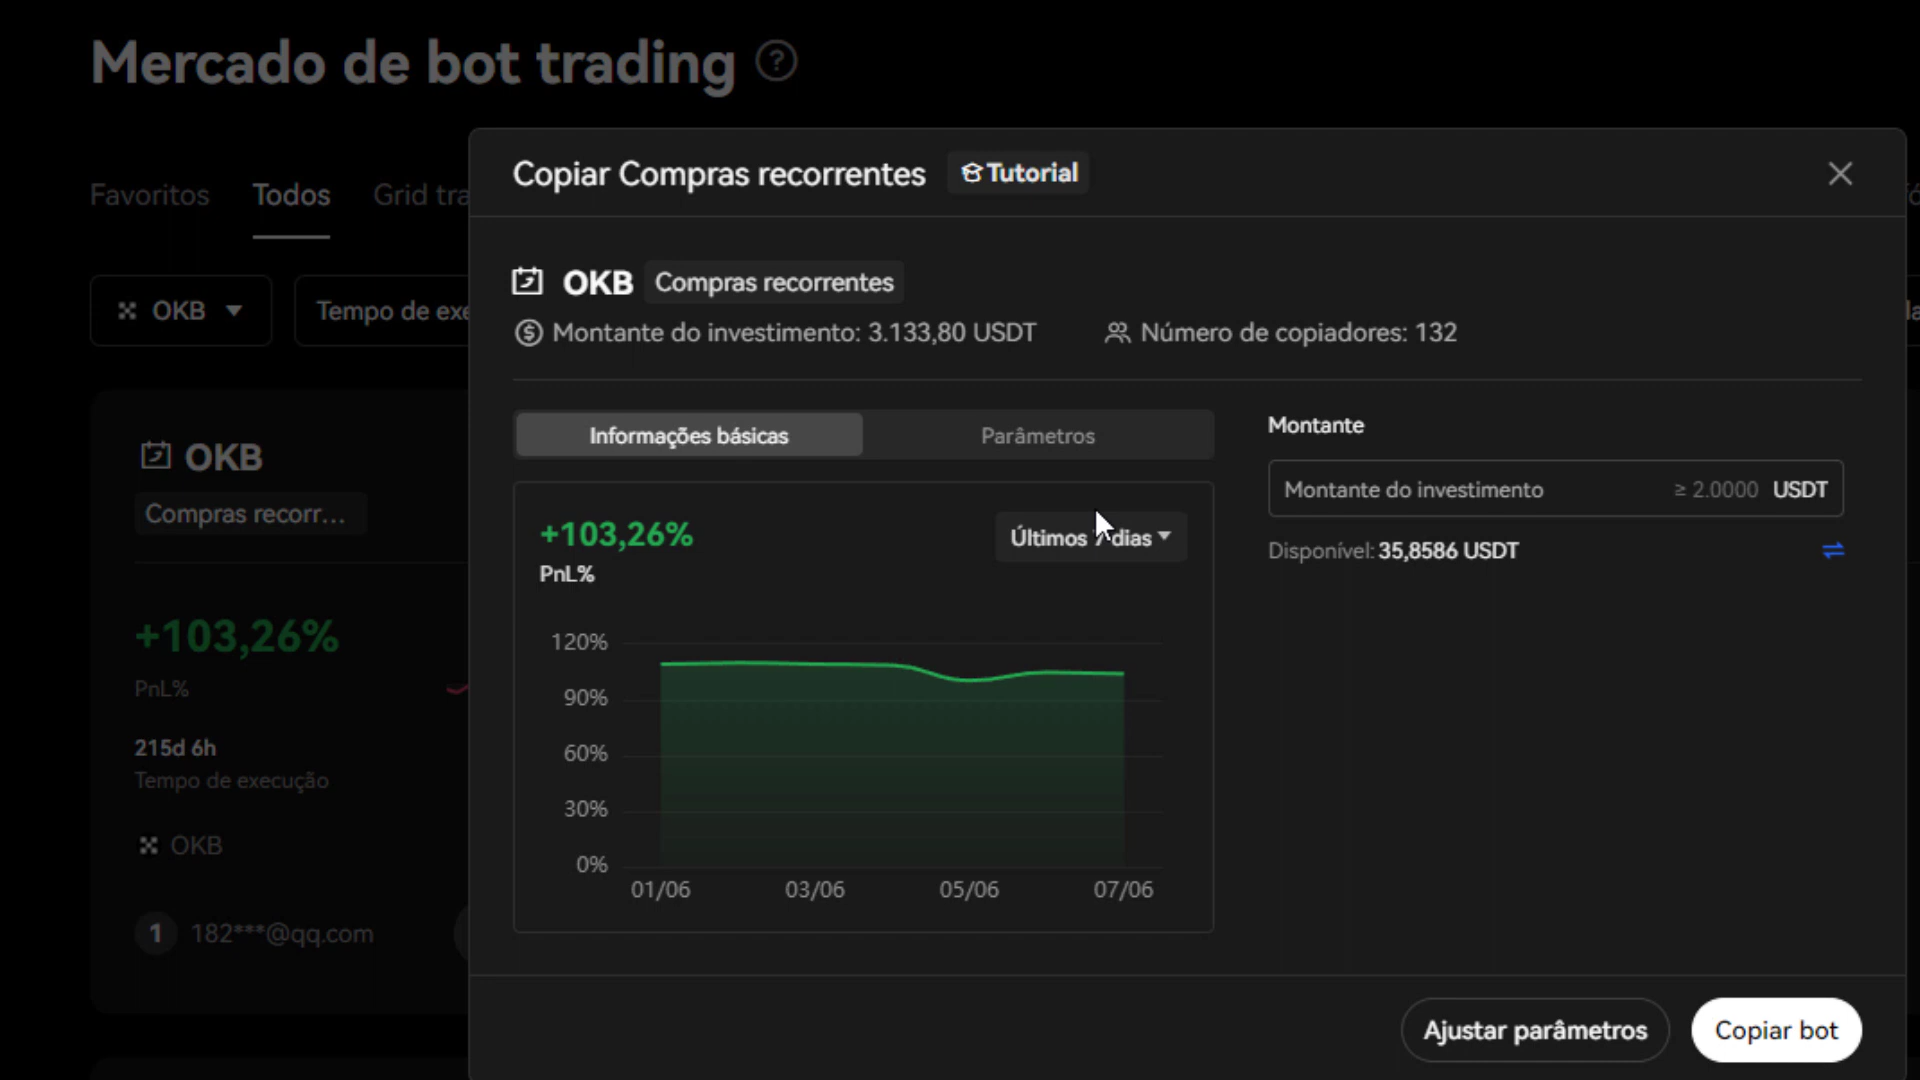 Mercado de bot trading ?
Favoritos Todos Grid tra
OKB Tempo de exe
OKB
Compras recorr...
+103,26%
PnL%
215d 6h
Tempo de execução
OKB
1 182***@qq.com
Copiar Compras recorrentes Tutorial
OKB Compras recorrentes
Montante do investimento: 3.133,80 USDT Número de copiadores: 132
Informações básicas Parâmetros
+103,26% Últimos 7 dias
PnL%
120%
90%
60%
30%
0%
01/06 03/06 05/06 07/06
Montante
Montante do investimento ≥ 2.0000 USDT
Disponível: 35,8586 USDT
Ajustar parâmetros Copiar bot